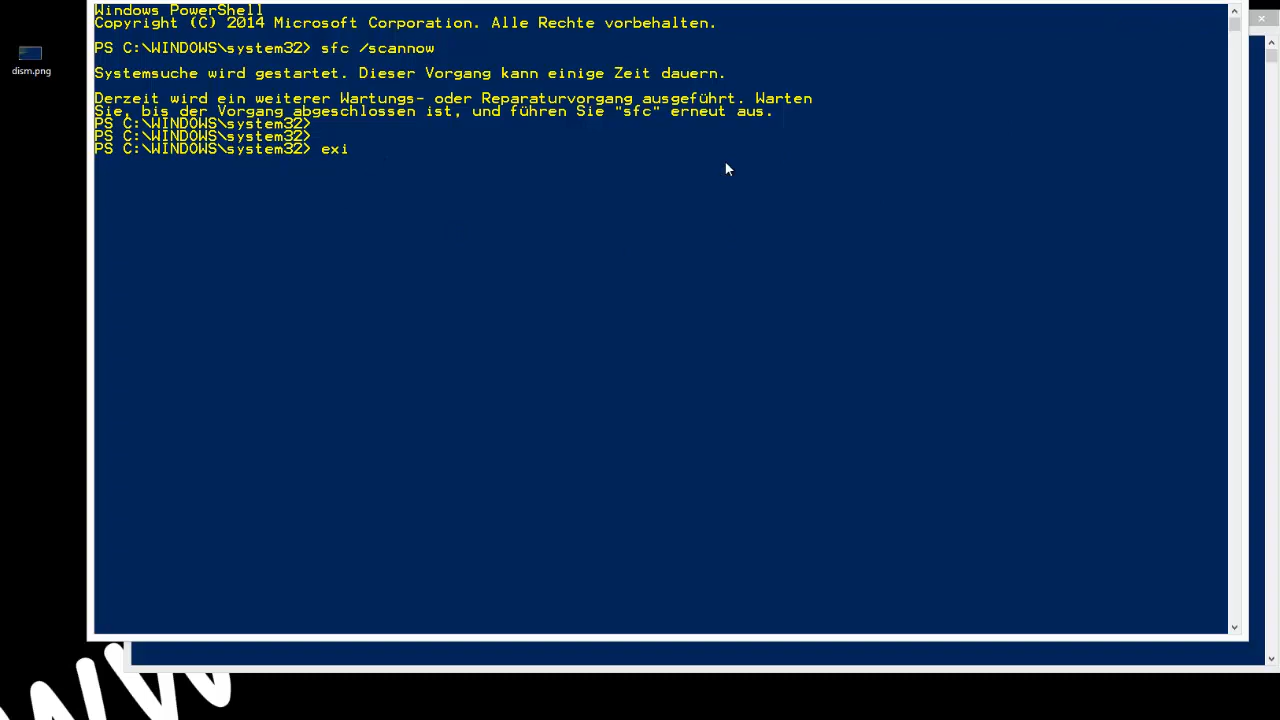 Windows PowerShell
Copyright (C) 2014 Microsoft Corporation. Alle Rechte vorbehalten.
PS C:\WINDOWS\system32> sfc /scannow
Systemsuche wird gestartet. Dieser Vorgang kann einige Zeit dauern.
Derzeit wird ein weiterer Wartungs- oder Reparaturvorgang ausgeführt. Warten
Sie, bis der Vorgang abgeschlossen ist, und führen Sie "sfc" erneut aus.
PS C:\WINDOWS\system32>
PS C:\WINDOWS\system32>
PS C:\WINDOWS\system32> exi
dism.png